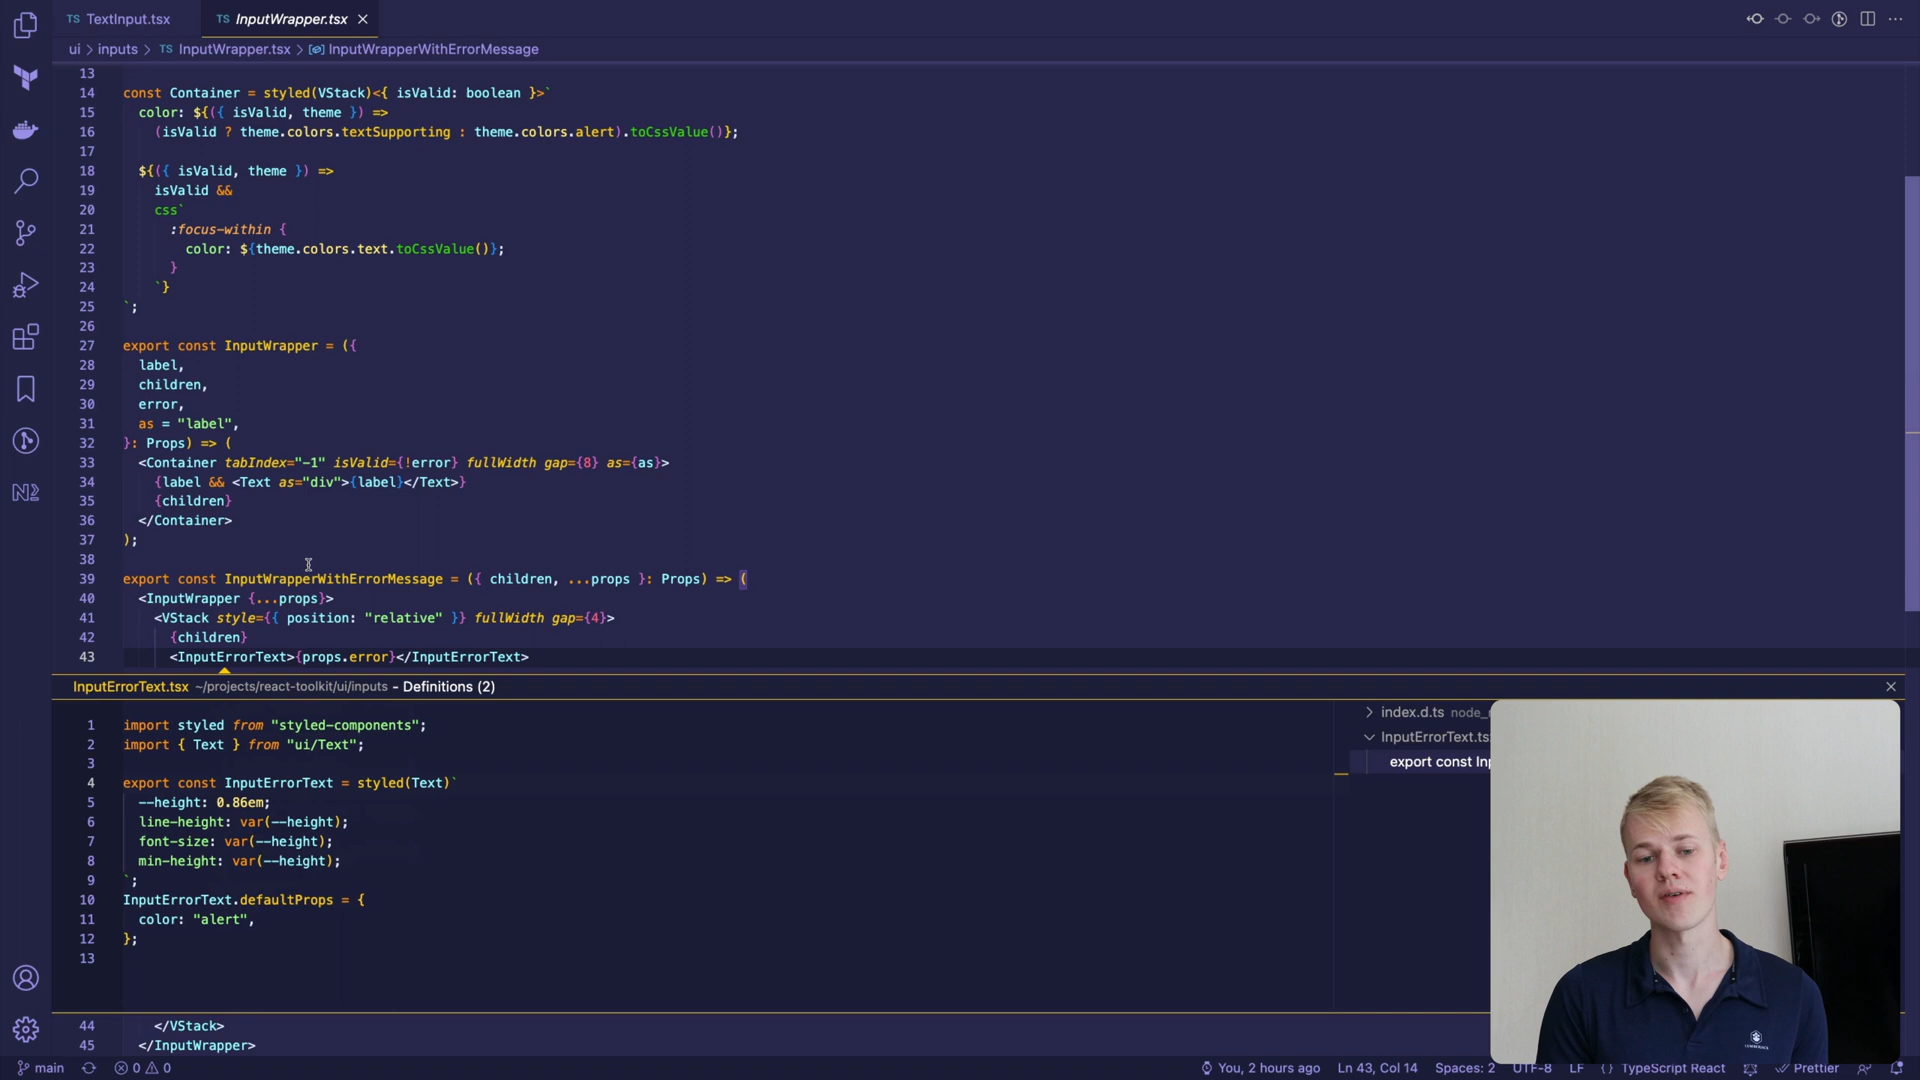 TextInput.tsx
InputWrapper.tsx
ui > inputs > TS InputWrapper.tsx > InputWrapperWithErrorMessage
13
14 const Container = styled(VStack)<{ isValid: boolean }>`
15 color: ${({ isValid, theme }) =>
16 (isValid ? theme.colors.textSupporting : theme.colors.alert).toCssValue()};
17
18 ${({ isValid, theme }) =>
19 isValid &&
20 css`
21 :focus-within {
22 color: ${theme.colors.text.toCssValue()};
23 }
24 `}
25 `;
26
27 export const InputWrapper = ({
28 label,
29 children,
30 error,
31 as = "label",
32 }: Props) => (
33 <Container tabIndex="-1" isValid={!error} fullWidth gap={8} as={as}>
34 {label && <Text as="div">{label}</Text>}
35 {children}
36 </Container>
37 );
38
39 export const InputWrapperWithErrorMessage = ({ children, ...props }: Props) => (
40 <InputWrapper {...props}>
41 <VStack style={{ position: "relative" }} fullWidth gap={4}>
42 {children}
43 <InputErrorText>{props.error}</InputErrorText>
InputErrorText.tsx ~/projects/react-toolkit/ui/inputs - Definitions (2)
1 import styled from "styled-components";
2 import { Text } from "ui/Text";
3
4 export const InputErrorText = styled(Text)`
5 --height: 0.86em;
6 line-height: var(--height);
7 font-size: var(--height);
8 min-height: var(--height);
9 `;
10 InputErrorText.defaultProps = {
11 color: "alert",
12 };
13
index.d.ts
InputErrorText.ts
export const Inp
44 </VStack>
45 </InputWrapper>
main 0 0
You, 2 hours ago Ln 43, Col 14 Spaces: 2 UTF-8 LF {} TypeScript React Prettier